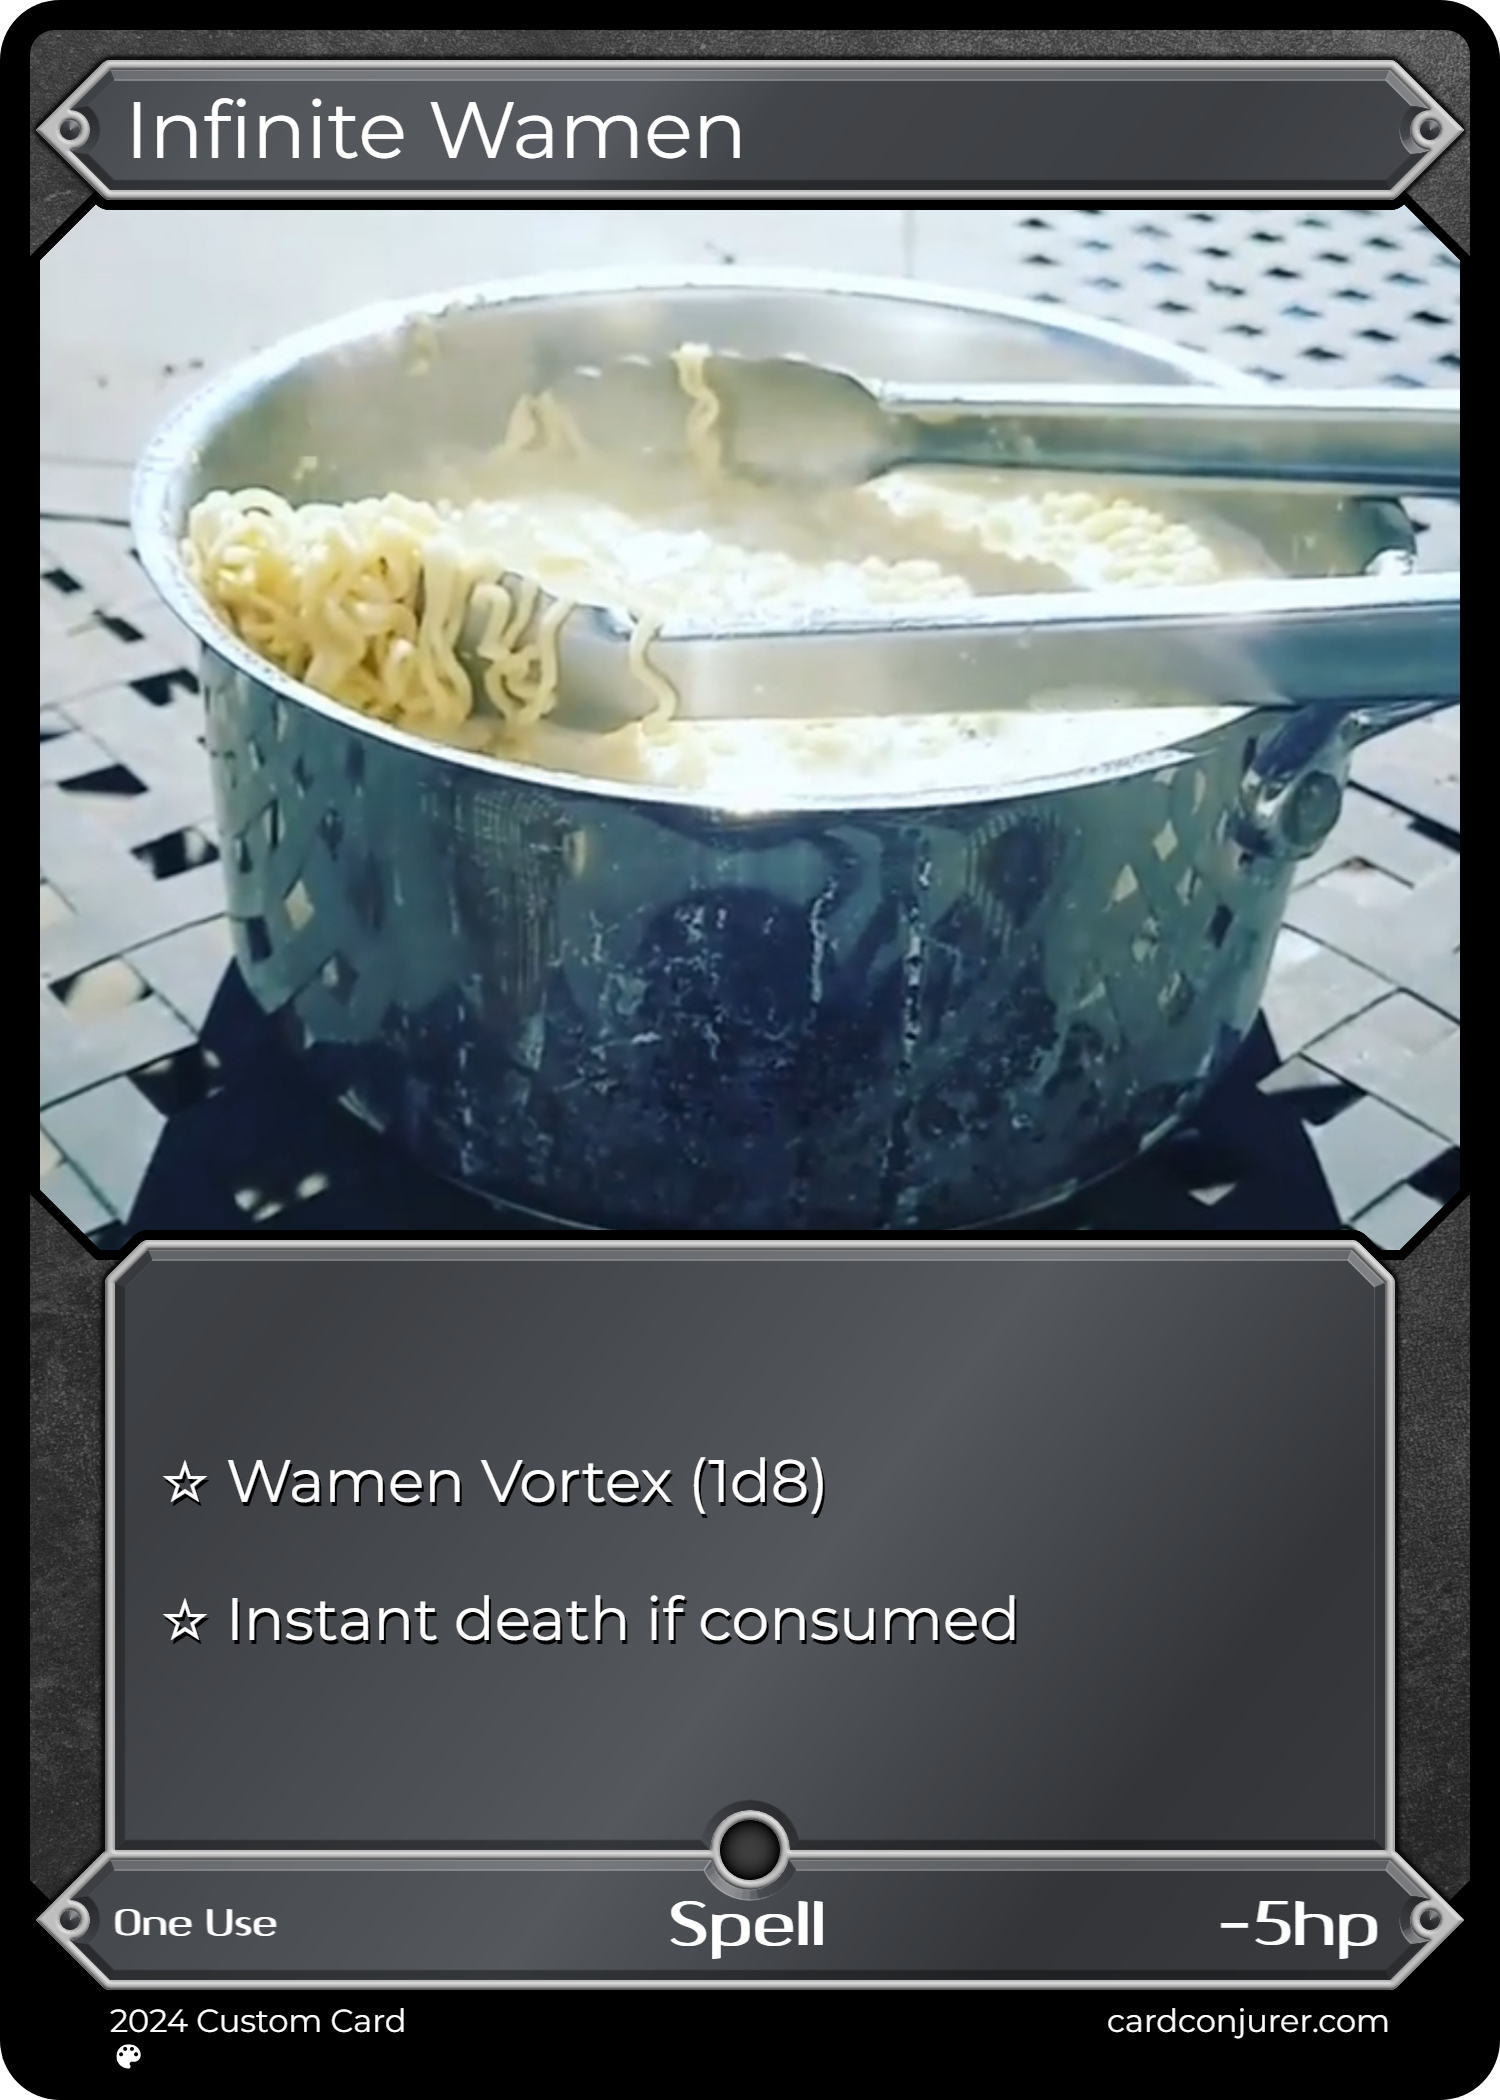 Infinite Wamen
☆ Wamen Vortex (1d8)
☆ Instant death if consumed
One Use
Spell
-5hp
2024 Custom Card
cardconjurer.com